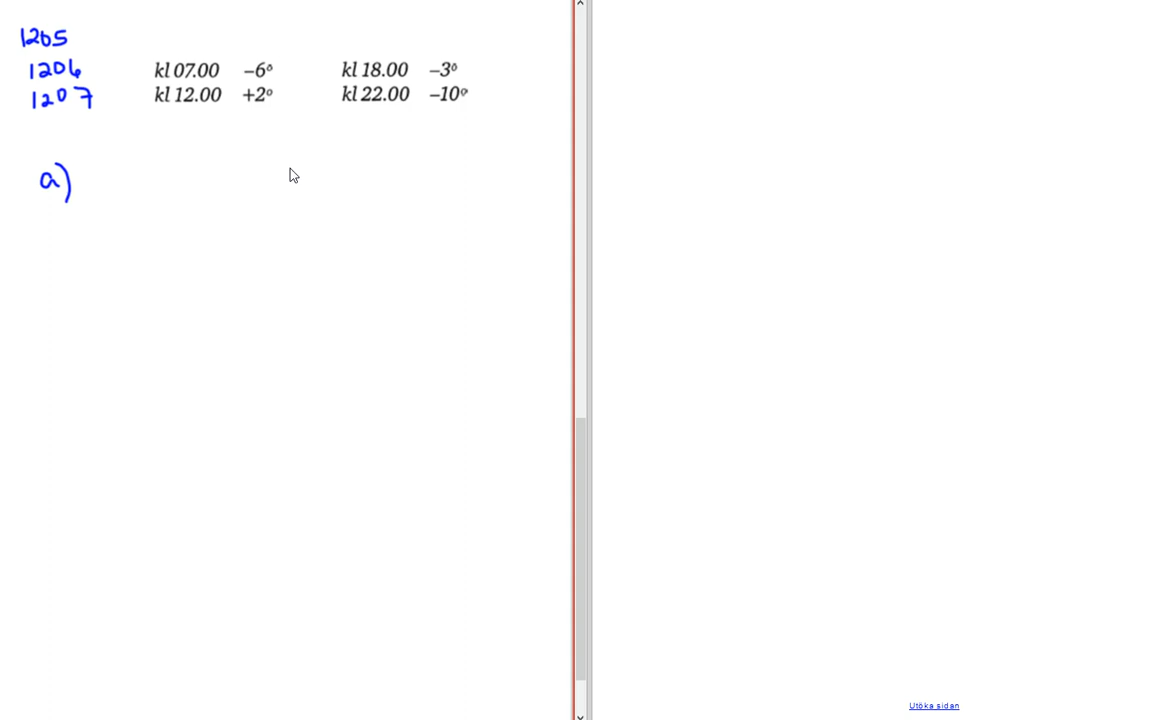 1205
1206 kl 07.00 –6° kl 18.00 –3°
1207 kl 12.00 +2° kl 22.00 –10°
a)
Utöka sidan